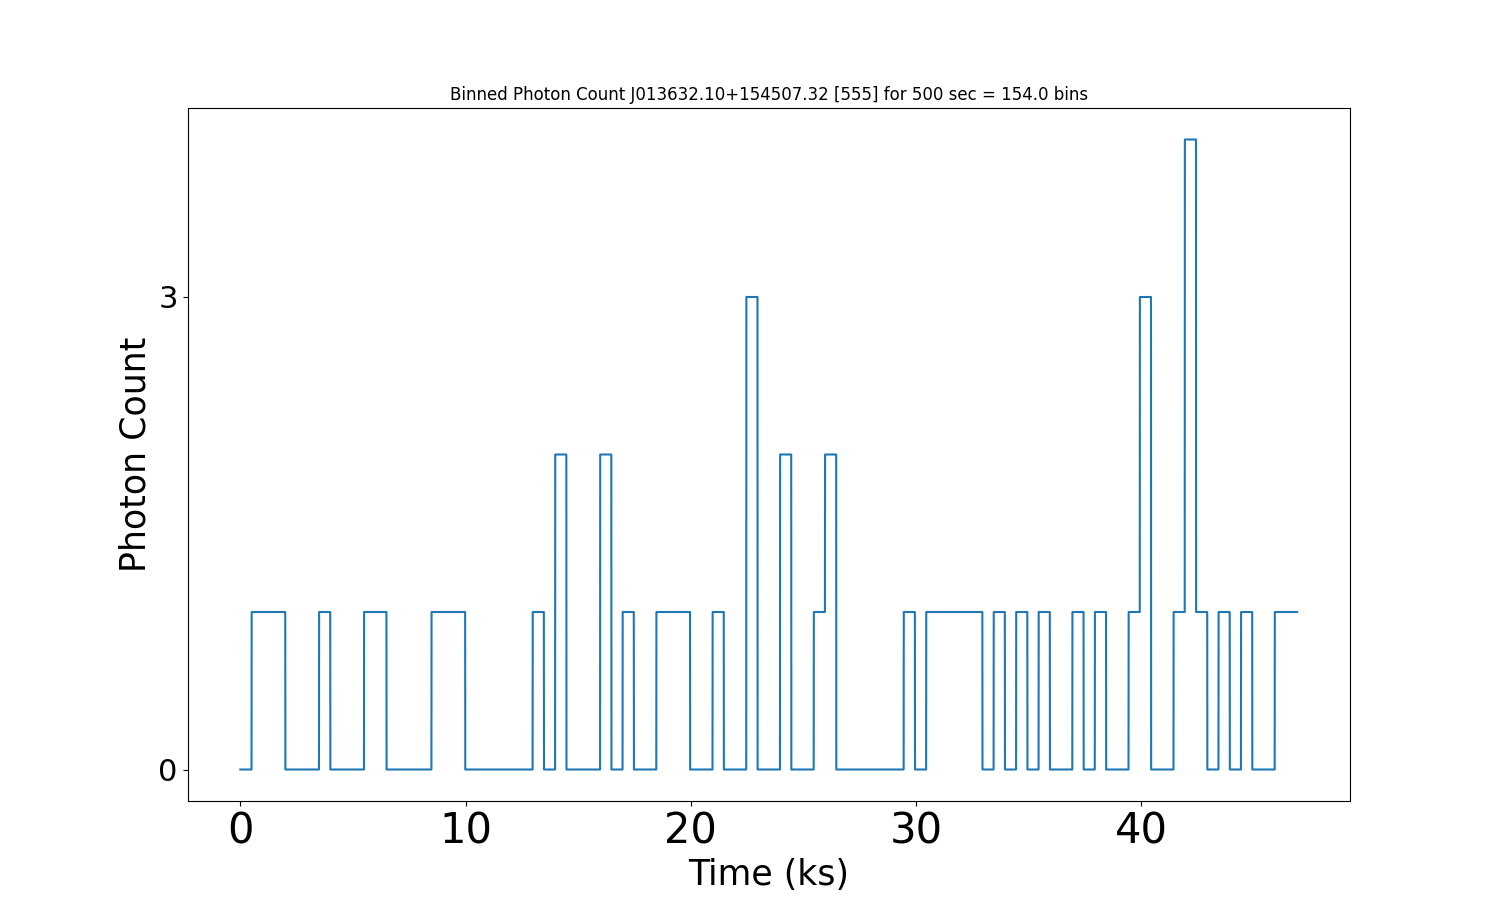 Binned Photon Count J013632.10+154507.32 [555] for 500 sec = 154.0 bins
3
Photon Count
0
0 10 20 30 40
Time (ks)